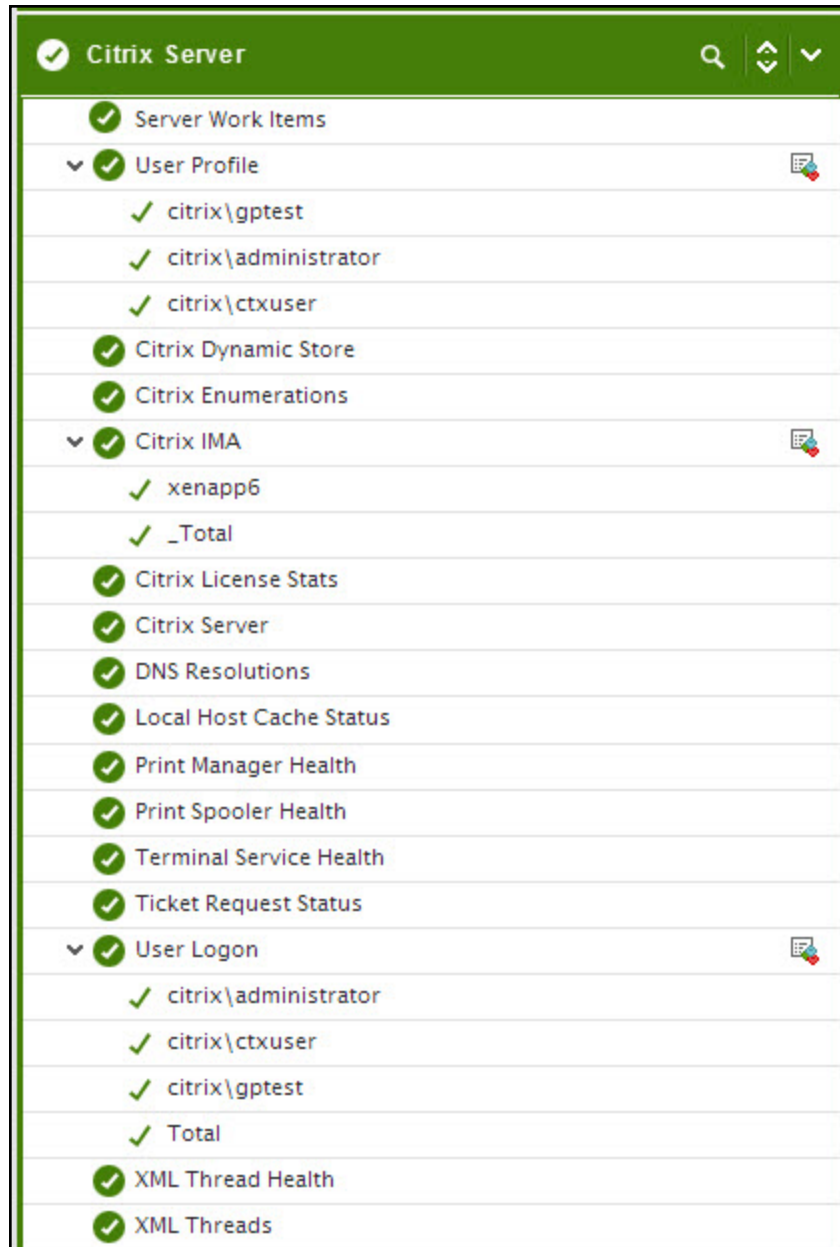 Citrix Server
Server Work Items
User Profile
citrix\gptest
citrix\administrator
citrix\ctxuser
Citrix Dynamic Store
Citrix Enumerations
Citrix IMA
xenapp6
_Total
Citrix License Stats
Citrix Server
DNS Resolutions
Local Host Cache Status
Print Manager Health
Print Spooler Health
Terminal Service Health
Ticket Request Status
User Logon
citrix\administrator
citrix\ctxuser
citrix\gptest
Total
XML Thread Health
XML Threads